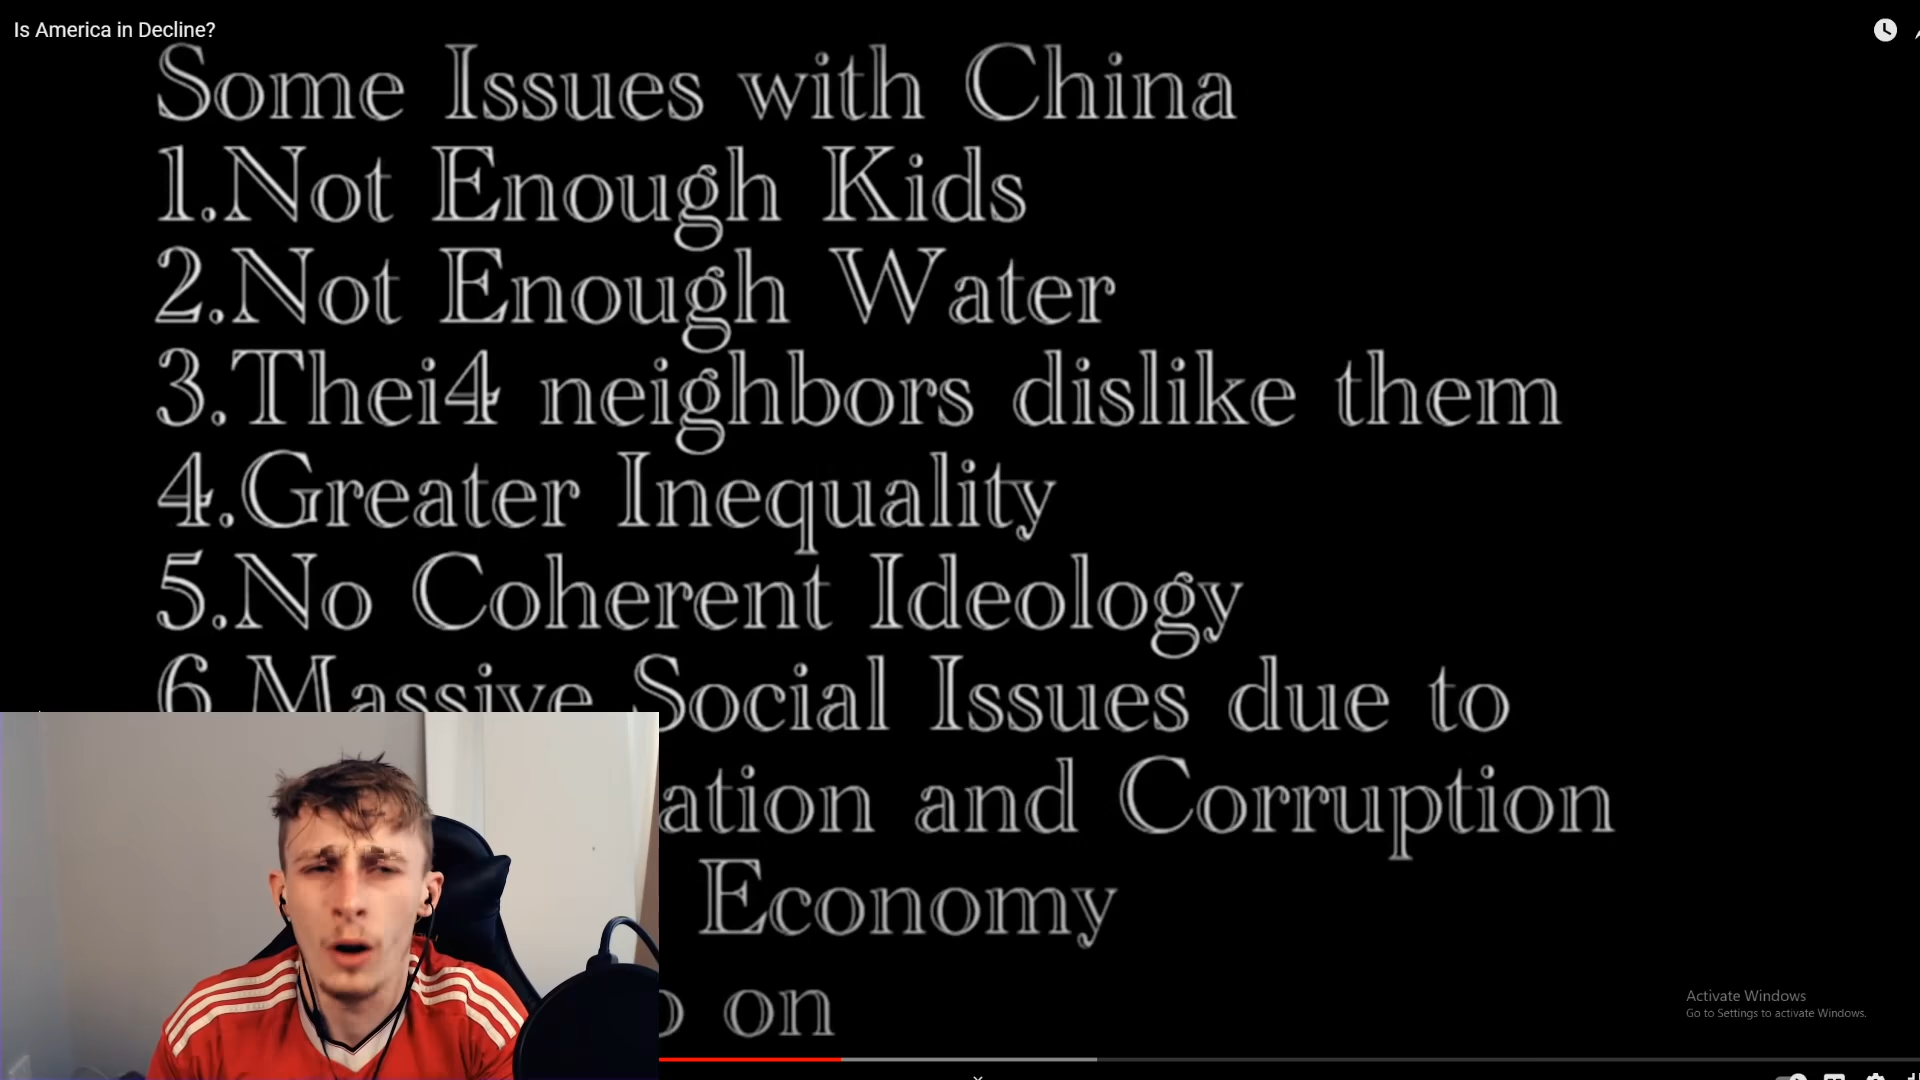 Is America in Decline?
Some Issues with China
1.Not Enough Kids
2.Not Enough Water
3.Thei4 neighbors dislike them
4.Greater Inequality
5.No Coherent Ideology
6.Massive Social Issues due to
and Corruption
Economy
on
Activate Windows
Go to Settings to activate Windows.